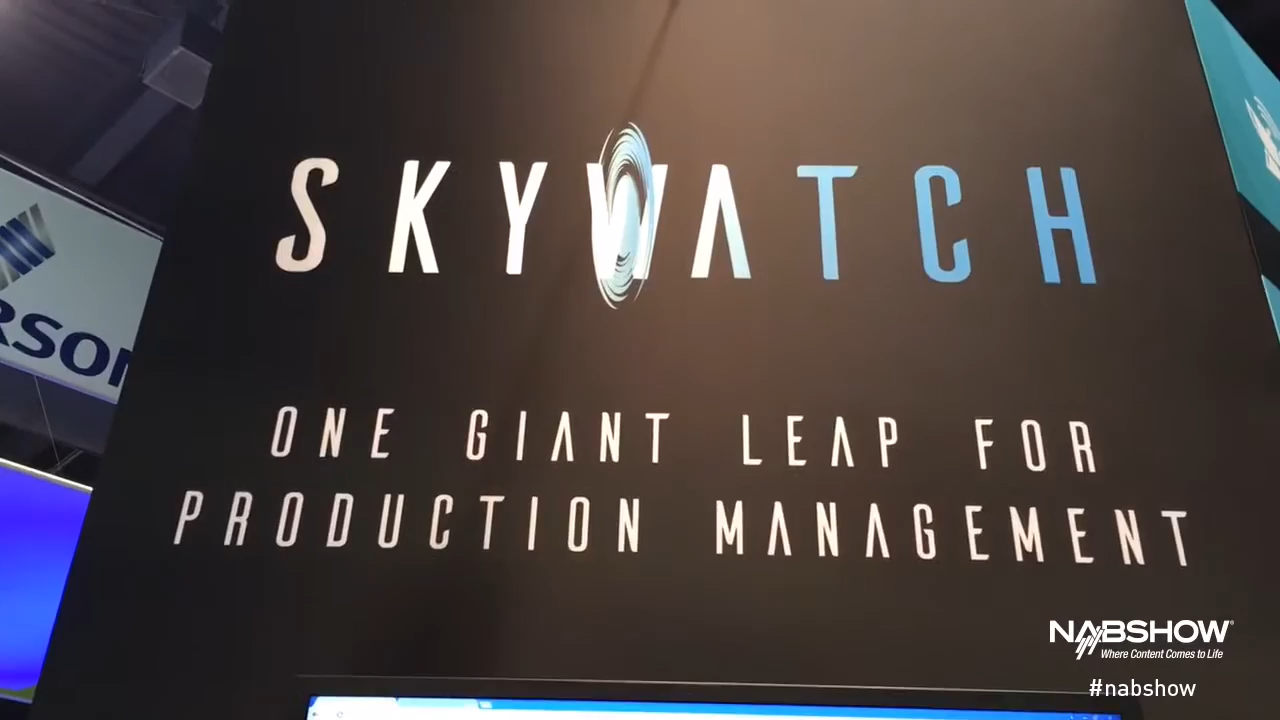 SKYWATCH
ONE GIANT LEAP FOR
PRODUCTION MANAGEMENT
NABSHOW®
Where Content Comes to Life
#nabshow